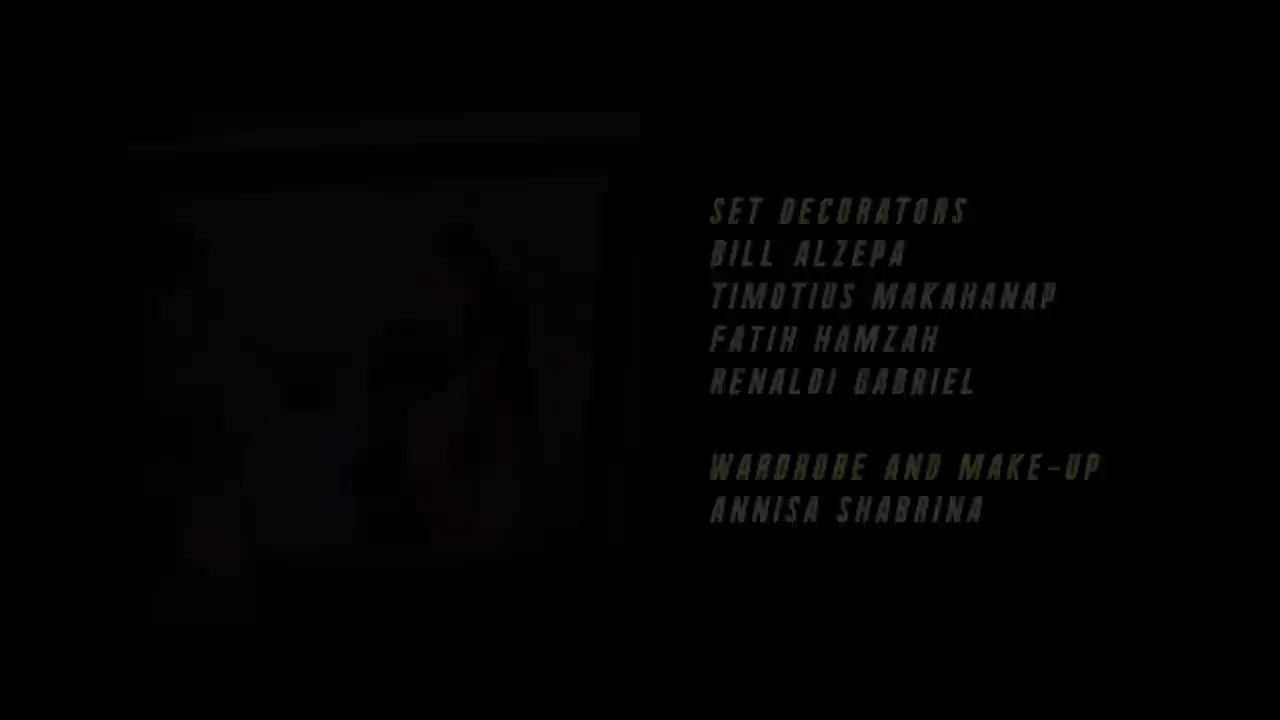 SET DECORATORS
BILL ALZEPA
TIMOTIUS MAKAHANAP
FATIH HAMZAH
RENALDI GABRIEL
WARDROBE AND MAKE-UP
ANNISA SHABRINA